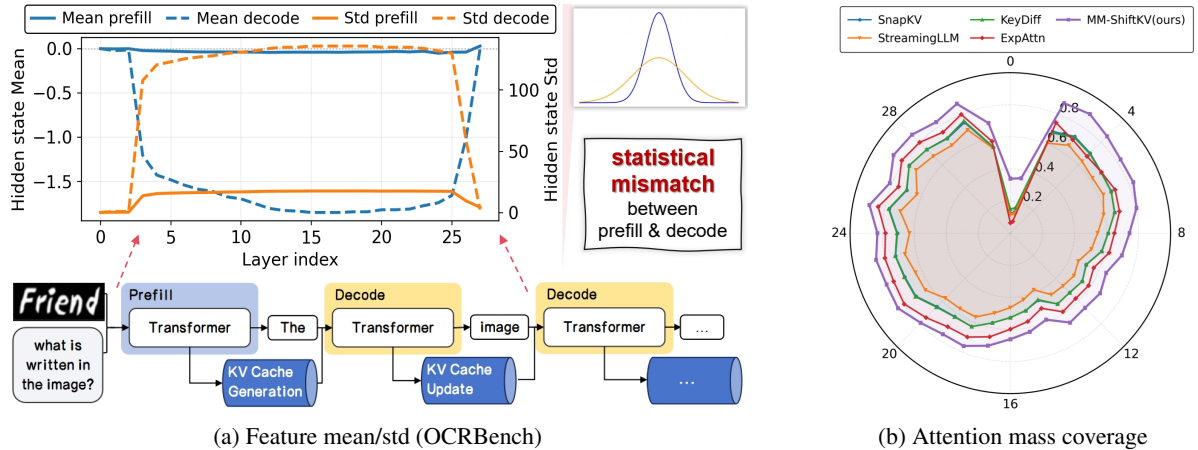 Mean prefill Mean decode Std prefill Std decode
0.0
−0.5
−1.0
−1.5
Hidden state Mean
100
50
0
Hidden state Std
0 5 10 15 20 25
Layer index
statistical
mismatch
between
prefill & decode
Friend
what is
written in
the image?
Prefill
Transformer
The
KV Cache
Generation
Decode
Transformer
image
KV Cache
Update
Decode
Transformer
...
...
(a) Feature mean/std (OCRBench)
SnapKV KeyDiff MM-ShiftKV(ours)
StreamingLLM ExpAttn
0
4
8
12
16
20
24
28
0.8
0.6
0.4
0.2
(b) Attention mass coverage